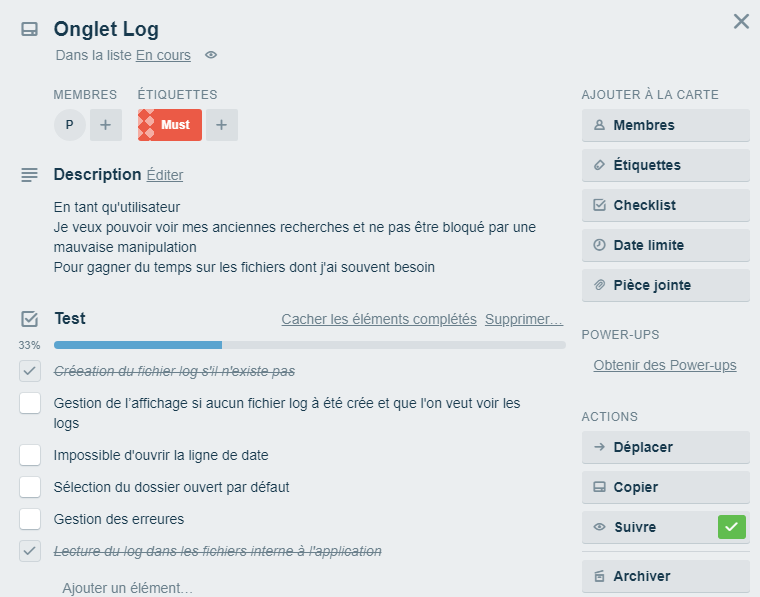 Onglet Log
Dans la liste En cours
MEMBRES ÉTIQUETTES
P + Must +
Description Éditer
En tant qu'utilisateur
Je veux pouvoir voir mes anciennes recherches et ne pas être bloqué par une
mauvaise manipulation
Pour gagner du temps sur les fichiers dont j'ai souvent besoin
Test Cacher les éléments complétés Supprimer…
33%
Créeation du fichier log s'il n'existe pas
Gestion de l'affichage si aucun fichier log à été crée et que l'on veut voir les
logs
Impossible d'ouvrir la ligne de date
Sélection du dossier ouvert par défaut
Gestion des erreures
Lecture du log dans les fichiers interne à l'application
Ajouter un élément…
AJOUTER À LA CARTE
Membres
Étiquettes
Checklist
Date limite
Pièce jointe
POWER-UPS
Obtenir des Power-ups
ACTIONS
Déplacer
Copier
Suivre
Archiver